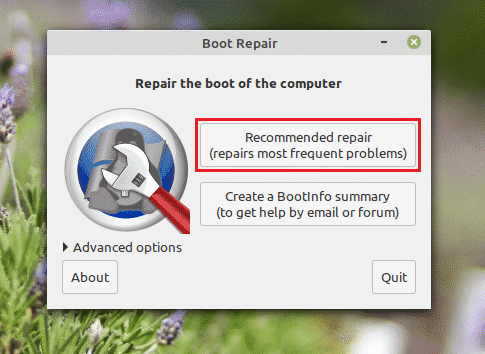 Boot Repair
Repair the boot of the computer
Recommended repair
(repairs most frequent problems)
Create a BootInfo summary
(to get help by email or forum)
Advanced options
About
Quit